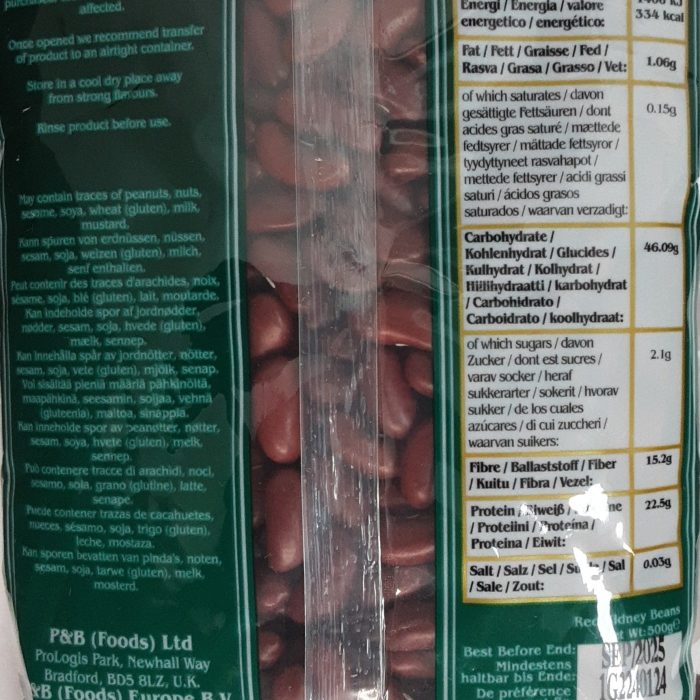 affected.
Once opened we recommend transfer
of product to an airtight container.
Store in a cool dry place away
from strong flavours.
Rinse product before use.
May contain traces of peanuts, nuts,
sesame, soya, wheat (gluten), milk,
mustard.
Kann spuren von erdnüssen, nüssen,
sesam, soja, weizen (gluten), milch,
senf enthalten.
Peut contenir des traces d'arachides, noix,
sésame, soja, blé (gluten), lait, moutarde.
Kan indeholde spor af jordnødder,
nødder, sesam, soja, hvede (gluten),
mælk, sennep.
Kan innehålla spår av jordnötter, nötter,
sesam, soja, vete (gluten), mjölk, senap.
Voi sisältää pieniä määriä pähkinöitä,
maapähkinä, seesamin, soijaa, vehnä
(gluteenia), maitoa, sinappia.
Kan inneholde spor av peanøtter, nøtter,
sesam, soya, hvete (gluten), melk,
sennep.
Può contenere tracce di arachidi, noci,
sesamo, soia, grano (glutine), latte,
senape.
Puede contener trazas de cacahuetes,
nueces, sésamo, soja, trigo (gluten),
leche, mostaza.
Kan sporen bevatten van pinda's, noten,
sesam, soja, tarwe (gluten), melk,
mosterd.
P&B (Foods) Ltd
ProLogis Park, Newhall Way
Bradford, BD5 8LZ, U.K.
P&B (Foods) Europe B.V
Energi / Energia / valore
energetico / energético:
334 kcal
Fat / Fett / Graisse / Fed /
Rasva / Grasa / Grasso / Vet:
1.06g
of which saturates / davon
gesättigte Fettsäuren / dont
acides gras saturé / mættede
fedtsyrer / mättade fettsyror /
tyydyttyneet rasvahapot /
mettede fettsyrer / acidi grassi
saturi / ácidos grasos
saturados / waarvan verzadigt:
0.15g
Carbohydrate /
Kohlenhydrat / Glucides /
Kulhydrat / Kolhydrat /
Hiilihydraatti / karbohydrat
/ Carbohidrato /
Carboidrato / koolhydraat:
46.09g
of which sugars / davon
Zucker / dont est sucres /
varav socker / heraf
sukkerarter / sokerit / hvorav
sukker / de los cuales
azúcares / di cui zuccheri /
waarvan suikers:
2.1g
Fibre / Ballaststoff / Fiber
/ Kuitu / Fibra / Vezel:
15.2g
Protein / Eiweiß /
/ Proteiini / Proteína /
Proteina / Eiwit:
22.5g
Salt / Salz / Sel / Suola / Sal
/ Sale / Zout:
0.03g
Red Kidney Beans
Wt: 500ge
Best Before End:
Mindestens
haltbar bis Ende:
De préférence
SEP/2025